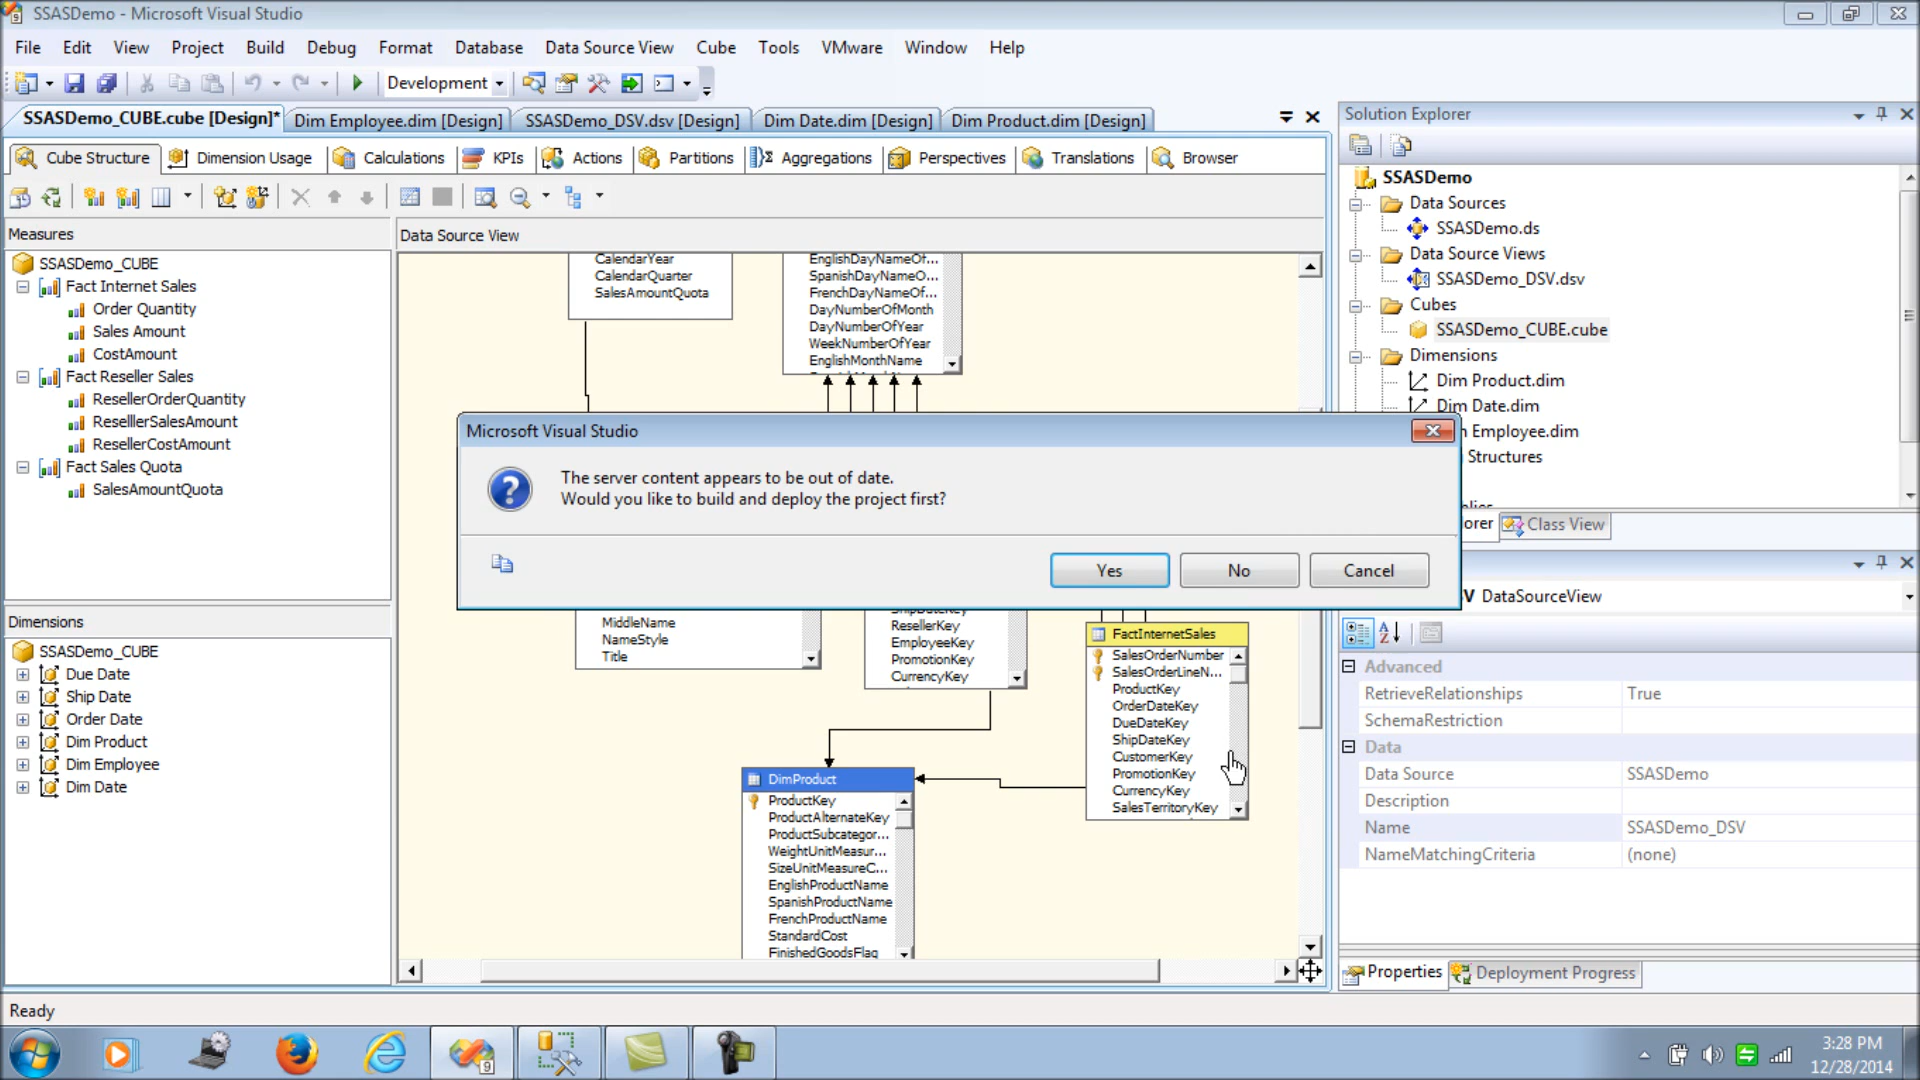 SSASDemo - Microsoft Visual Studio
File Edit View Project Build Debug Format Database Data Source View Cube Tools VMware Window Help
Development
SSASDemo_CUBE.cube [Design]* Dim Employee.dim [Design] SSASDemo_DSV.dsv [Design] Dim Date.dim [Design] Dim Product.dim [Design]
Cube Structure Dimension Usage Calculations KPIs Actions Partitions Aggregations Perspectives Translations Browser
Measures
SSASDemo_CUBE
Fact Internet Sales
Order Quantity
Sales Amount
CostAmount
Fact Reseller Sales
ResellerOrderQuantity
ResellerSalesAmount
ResellerCostAmount
Fact Sales Quota
SalesAmountQuota
Dimensions
SSASDemo_CUBE
Due Date
Ship Date
Order Date
Dim Product
Dim Employee
Dim Date
Data Source View
CalendarYear
CalendarQuarter
SalesAmountQuota
EnglishDayNameOf...
SpanishDayNameO...
FrenchDayNameOf...
DayNumberOfMonth
DayNumberOfYear
WeekNumberOfYear
EnglishMonthName
Microsoft Visual Studio
The server content appears to be out of date.
Would you like to build and deploy the project first?
Yes No Cancel
MiddleName
NameStyle
Title
ShipDateKey
ResellerKey
EmployeeKey
PromotionKey
CurrencyKey
FactInternetSales
SalesOrderNumber
SalesOrderLineN...
ProductKey
OrderDateKey
DueDateKey
ShipDateKey
CustomerKey
PromotionKey
CurrencyKey
SalesTerritoryKey
DimProduct
ProductKey
ProductAlternateKey
ProductSubcategor...
WeightUnitMeasur...
SizeUnitMeasureC...
EnglishProductName
SpanishProductName
FrenchProductName
StandardCost
FinishedGoodsFlag
Solution Explorer
SSASDemo
Data Sources
SSASDemo.ds
Data Source Views
SSASDemo_DSV.dsv
Cubes
SSASDemo_CUBE.cube
Dimensions
Dim Product.dim
Dim Date.dim
Employee.dim
Structures
orer Class View
V DataSourceView
Advanced
RetrieveRelationships True
SchemaRestriction
Data
Data Source SSASDemo
Description
Name SSASDemo_DSV
NameMatchingCriteria (none)
Properties Deployment Progress
Ready
9
3:28 PM
12/28/2014